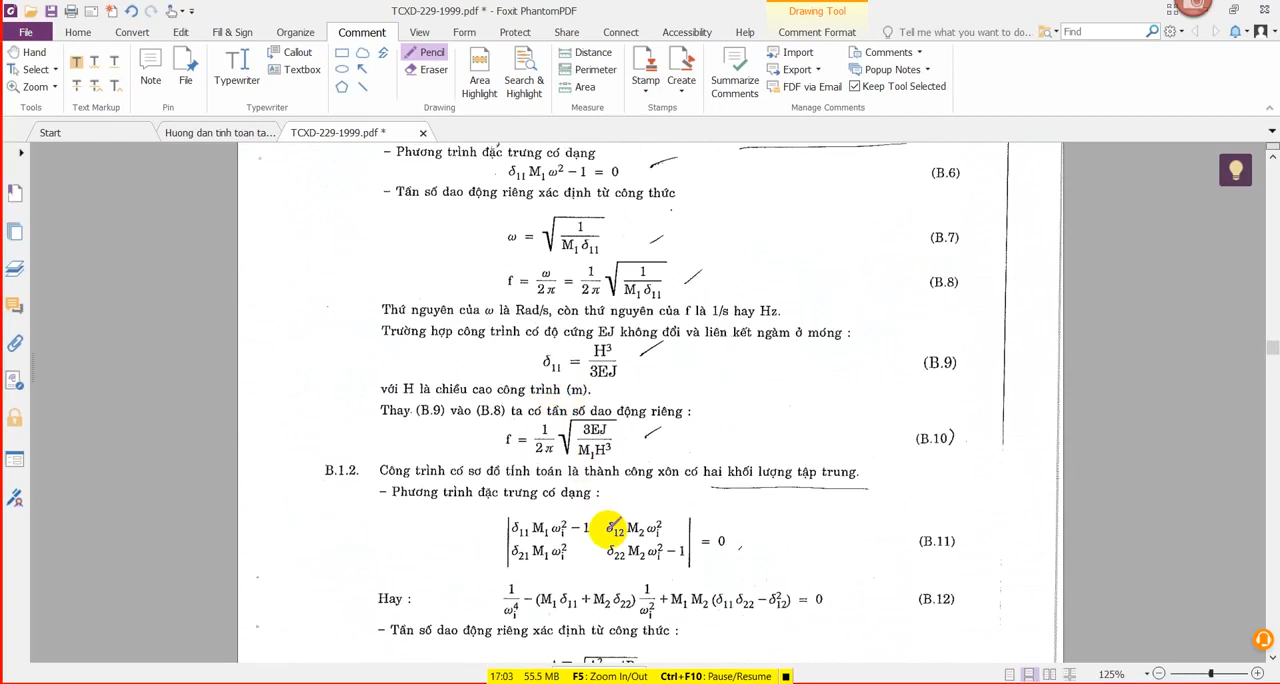 TCXD-229-1999.pdf * - Foxit PhantomPDF
Drawing Tool
File Home Convert Edit Fill & Sign Organize Comment View Form Protect Share Connect Accessibility Help Comment Format Tell me what you want to do... Find
Hand
Select
Zoom
Tools
Text Markup
Note
File
Pin
Typewriter
Callout
Textbox
Typewriter
Pencil
Eraser
Drawing
Area Highlight
Search & Highlight
Distance
Perimeter
Area
Measure
Stamp
Create
Stamps
Summarize Comments
Import
Export
FDF via Email
Comments
Popup Notes
Keep Tool Selected
Manage Comments
Start Huong dan tinh toan ta... TCXD-229-1999.pdf *
– Phương trình đặc trưng có dạng
δ₁₁ M₁ ω² – 1 = 0 (B.6)
– Tần số dao động riêng xác định từ công thức
ω = √(1 / M₁ δ₁₁) (B.7)
f = ω / 2π = 1 / 2π √(1 / M₁ δ₁₁) (B.8)
Thứ nguyên của ω là Rad/s, còn thứ nguyên của f là 1/s hay Hz.
Trường hợp công trình có độ cứng EJ không đổi và liên kết ngàm ở móng :
δ₁₁ = H³ / 3EJ (B.9)
với H là chiều cao công trình (m).
Thay (B.9) vào (B.8) ta có tần số dao động riêng :
f = 1 / 2π √(3EJ / M₁H³) (B.10)
B.1.2. Công trình có sơ đồ tính toán là thành công xôn có hai khối lượng tập trung.
– Phương trình đặc trưng có dạng :
| δ₁₁ M₁ ωᵢ² – 1 δ₁₂ M₂ ωᵢ² |
| δ₂₁ M₁ ωᵢ² δ₂₂ M₂ ωᵢ² – 1 | = 0 (B.11)
Hay : 1 / ωᵢ⁴ – (M₁ δ₁₁ + M₂ δ₂₂) 1 / ωᵢ² + M₁ M₂ (δ₁₁ δ₂₂ – δ₁₂²) = 0 (B.12)
– Tần số dao động riêng xác định từ công thức :
17:03 55.5 MB F5: Zoom In/Out Ctrl+F10: Pause/Resume
125%